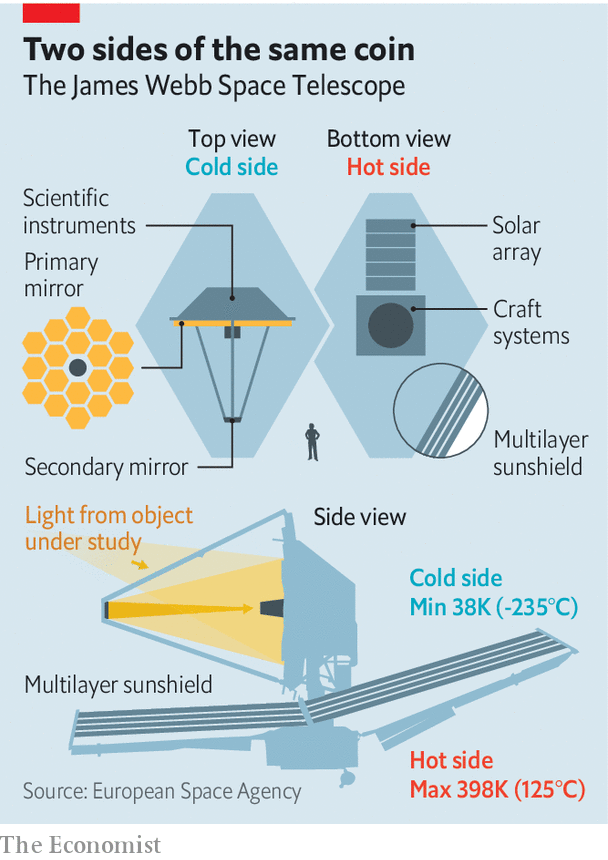 Two sides of the same coin
The James Webb Space Telescope
Top view
Cold side
Bottom view
Hot side
Scientific
instruments
Primary
mirror
Secondary mirror
Solar
array
Craft
systems
Multilayer
sunshield
Light from object
under study
Side view
Cold side
Min 38K (-235°C)
Multilayer sunshield
Hot side
Max 398K (125°C)
Source: European Space Agency
The Economist